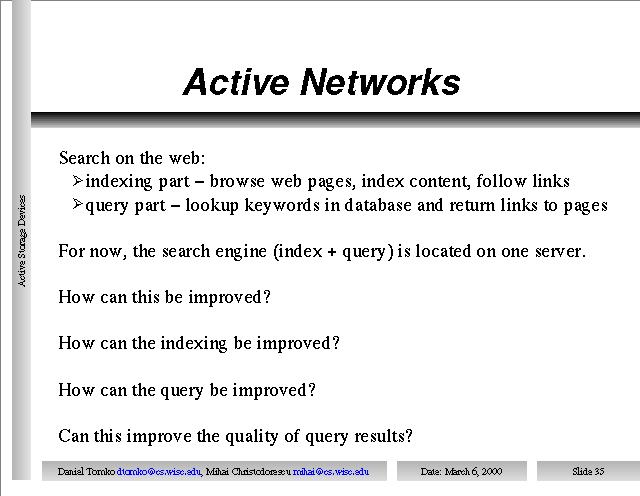 Active Networks
Active Storage Devices
Search on the web:
➢indexing part – browse web pages, index content, follow links
➢query part – lookup keywords in database and return links to pages
For now, the search engine (index + query) is located on one server.
How can this be improved?
How can the indexing be improved?
How can the query be improved?
Can this improve the quality of query results?
Daniel Tomko dtomko@cs.wisc.edu, Mihai Christodorescu mihai@cs.wisc.edu
Date: March 6, 2000
Slide 35